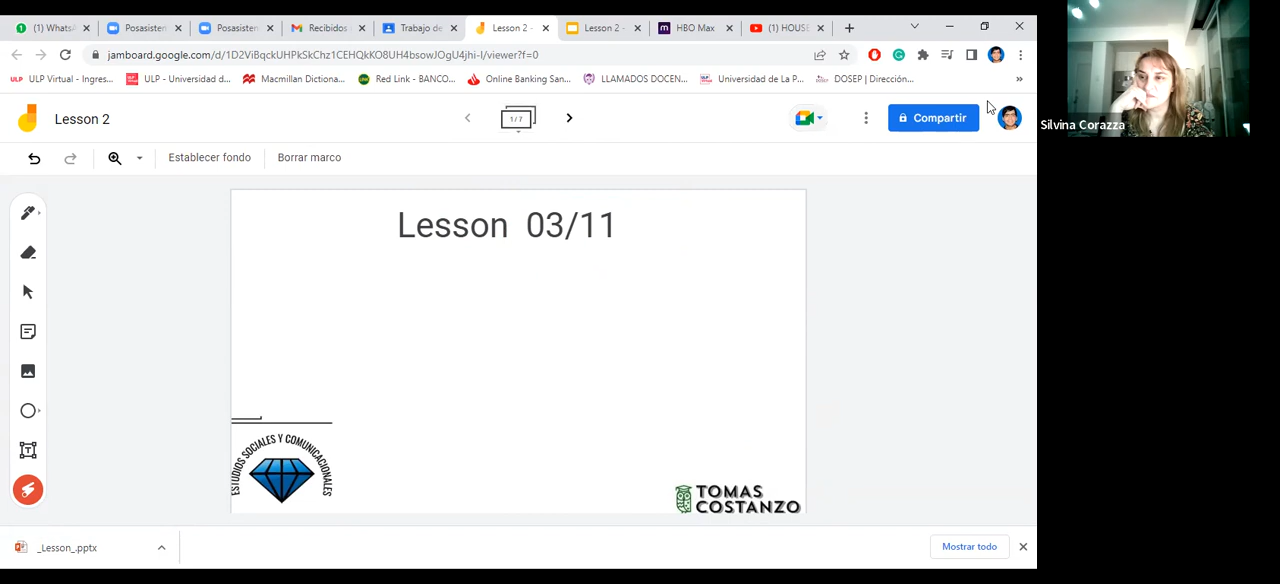 (1) Whats
Posasisten
Posasisten
Recibidos
Trabajo de
Lesson 2 -
Lesson 2 -
HBO Max
(1) HOUSE
jamboard.google.com/d/1D2ViBqckUHPkSkChz1CEHQkKO8UH4bsowJOgU4jhi-I/viewer?f=0
ULP ULP Virtual - Ingres...
ULP - Universidad d...
Macmillan Dictiona...
Red Link - BANCO...
Online Banking San...
LLAMADOS DOCEN...
Universidad de La P...
DOSEP | Dirección...
Lesson 2
1/7
Compartir
Silvina Corazza
Establecer fondo
Borrar marco
Lesson 03/11
ESTUDIOS SOCIALES Y COMUNICACIONALES
TOMAS
COSTANZO
_Lesson_.pptx
Mostrar todo